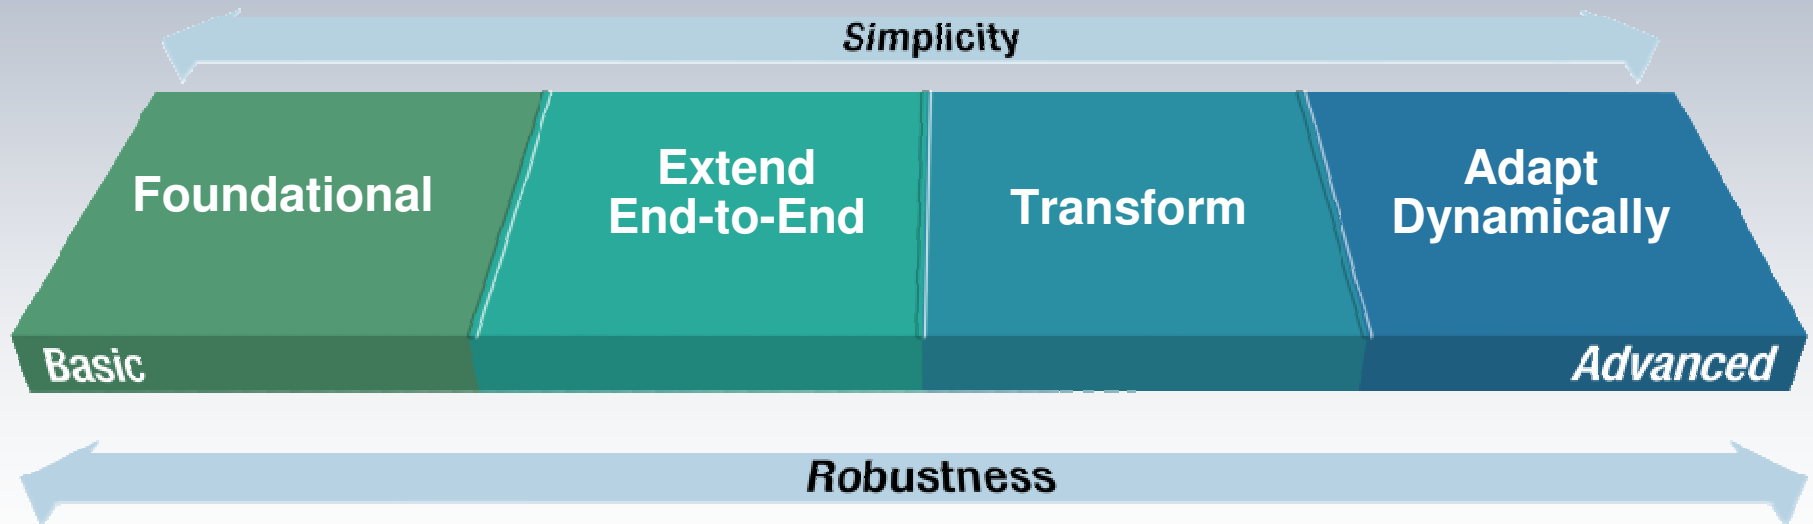 Simplicity
Foundational
Extend
End-to-End
Transform
Adapt
Dynamically
Basic
Advanced
Robustness